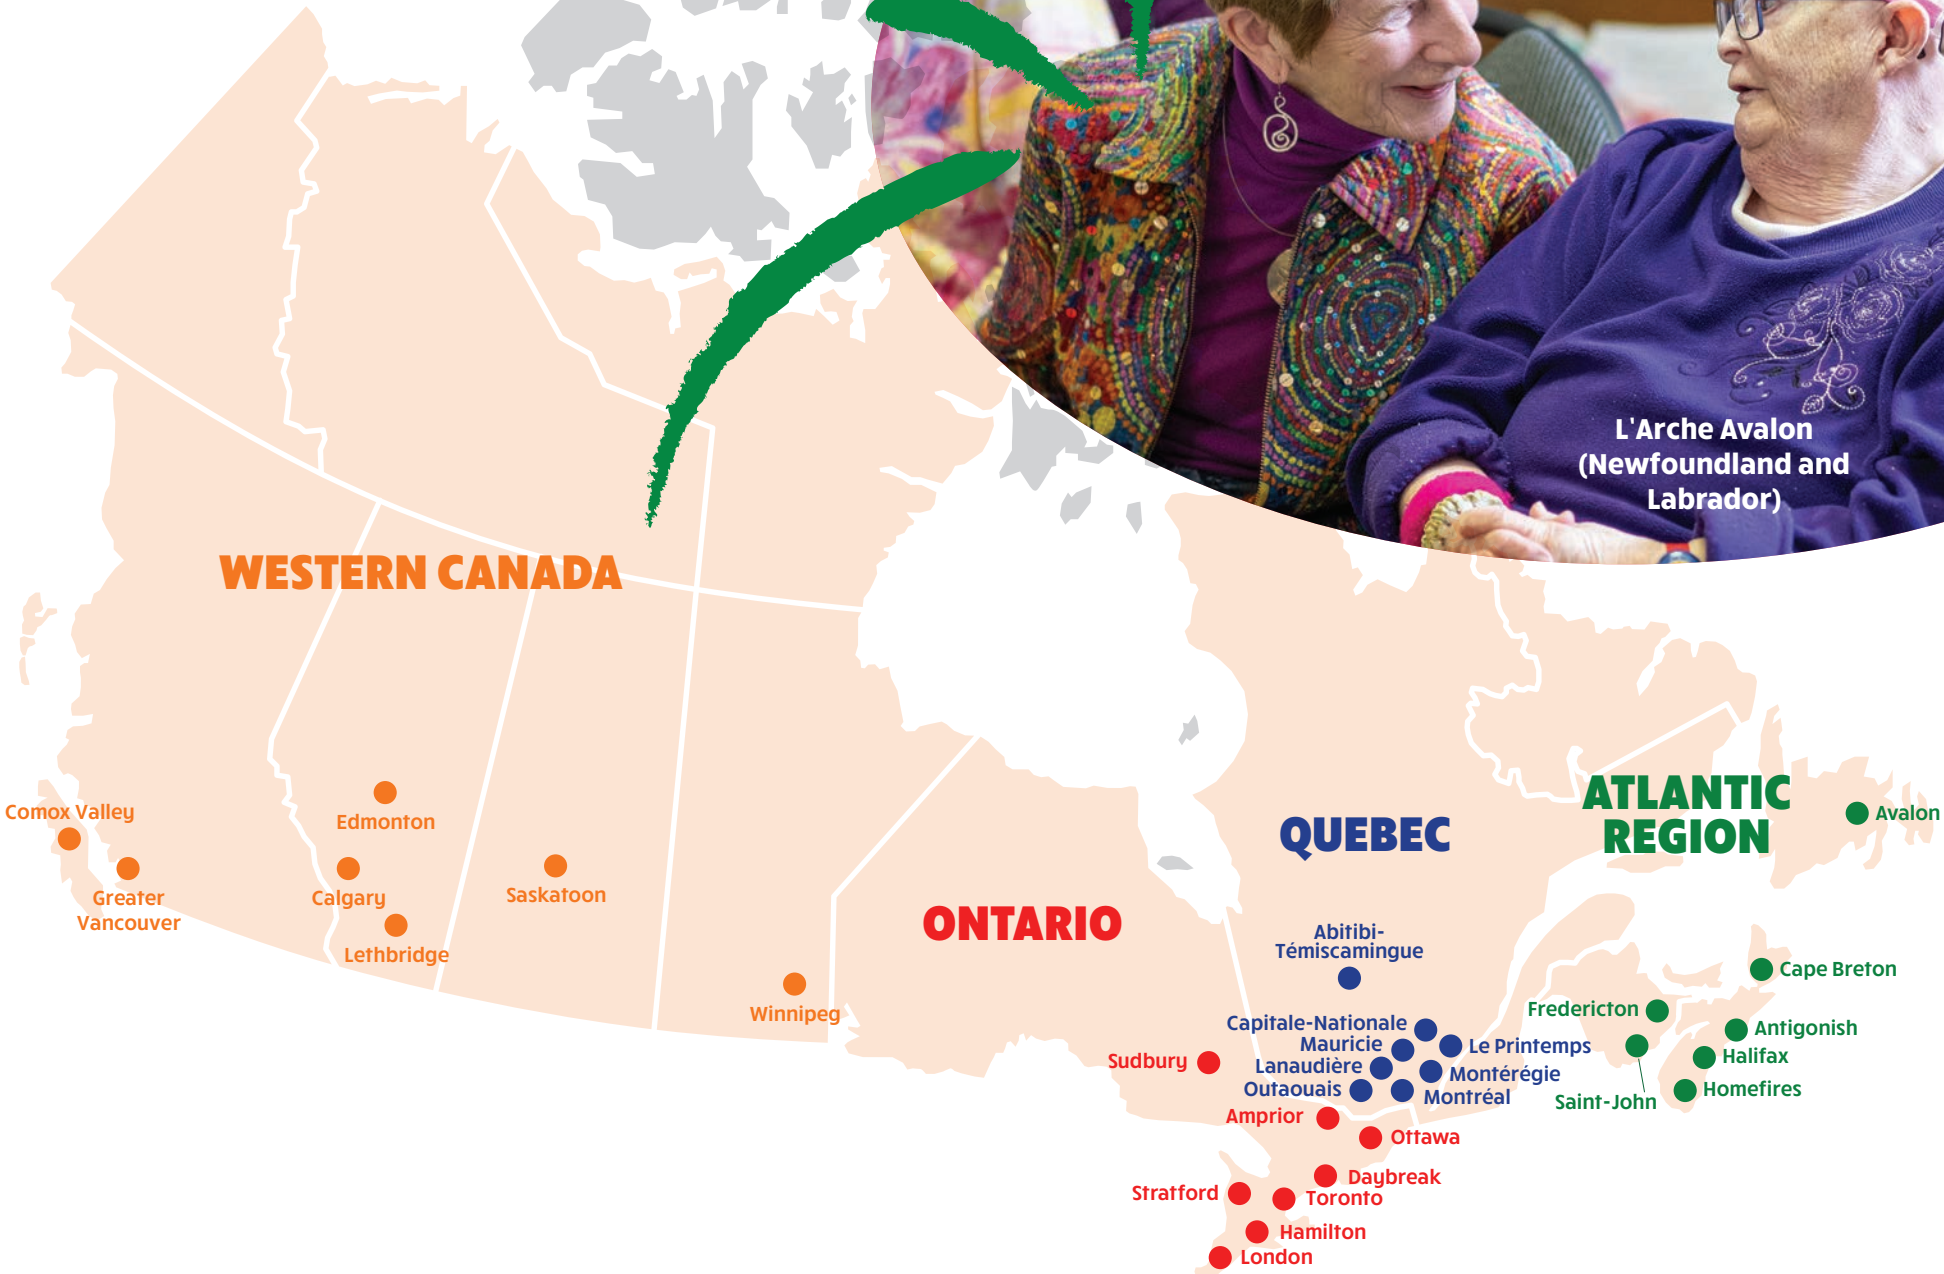 L'Arche Avalon
(Newfoundland and
Labrador)
WESTERN CANADA
Comox Valley
Greater
Vancouver
Edmonton
Calgary
Lethbridge
Saskatoon
Winnipeg
ONTARIO
Sudbury
Amprior
Ottawa
Daybreak
Stratford
Toronto
Hamilton
London
QUEBEC
Abitibi-
Témiscamingue
Capitale-Nationale
Mauricie
Le Printemps
Lanaudière
Montérégie
Outaouais
Montréal
ATLANTIC
REGION
Avalon
Cape Breton
Fredericton
Antigonish
Halifax
Homefires
Saint-John